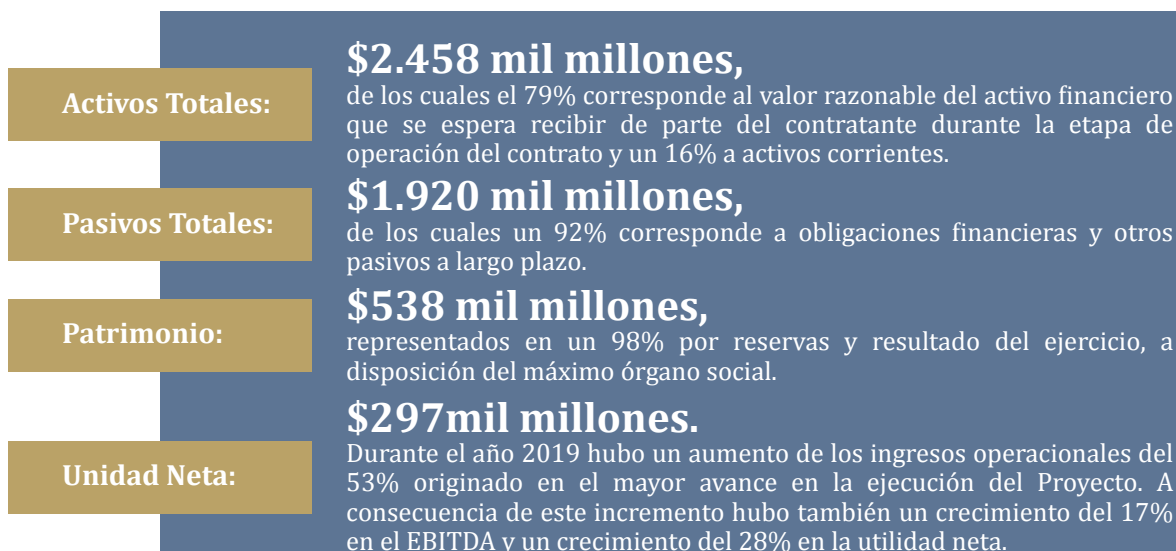 Activos Totales:
$2.458 mil millones,
de los cuales el 79% corresponde al valor razonable del activo financiero
que se espera recibir de parte del contratante durante la etapa de
operación del contrato y un 16% a activos corrientes.
Pasivos Totales:
$1.920 mil millones,
de los cuales un 92% corresponde a obligaciones financieras y otros
pasivos a largo plazo.
Patrimonio:
$538 mil millones,
representados en un 98% por reservas y resultado del ejercicio, a
disposición del máximo órgano social.
Unidad Neta:
$297mil millones.
Durante el año 2019 hubo un aumento de los ingresos operacionales del
53% originado en el mayor avance en la ejecución del Proyecto. A
consecuencia de este incremento hubo también un crecimiento del 17%
en el EBITDA y un crecimiento del 28% en la utilidad neta.